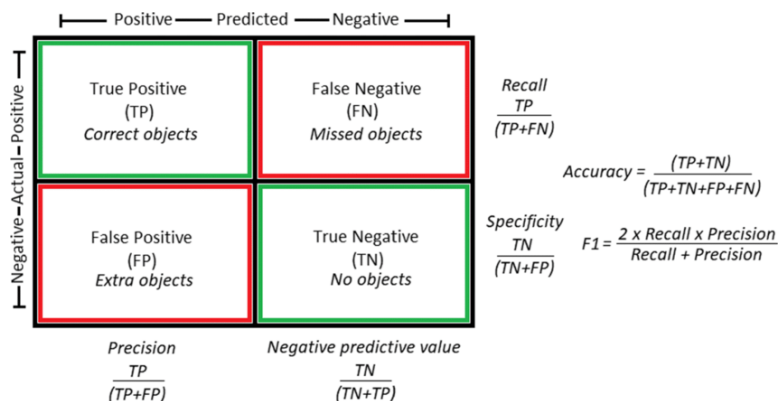 Positive Predicted Negative
Negative Actual Positive
True Positive
(TP)
Correct objects
False Negative
(FN)
Missed objects
Recall
TP
(TP+FN)
False Positive
(FP)
Extra objects
True Negative
(TN)
No objects
Specificity
TN
(TN+FP)
Accuracy = (TP+TN)
(TP+TN+FP+FN)
F1 = 2 x Recall x Precision
Recall + Precision
Precision
TP
(TP+FP)
Negative predictive value
TN
(TN+TP)